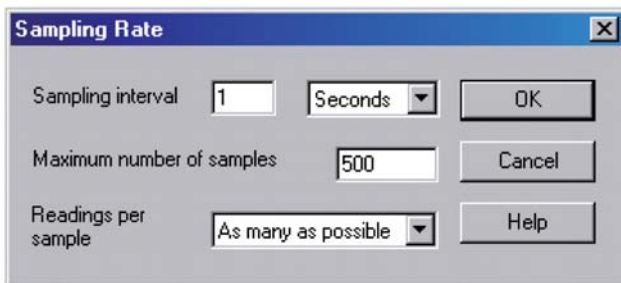 Sampling Rate
Sampling interval 1 Seconds OK
Maximum number of samples 500 Cancel
Readings per
sample As many as possible Help